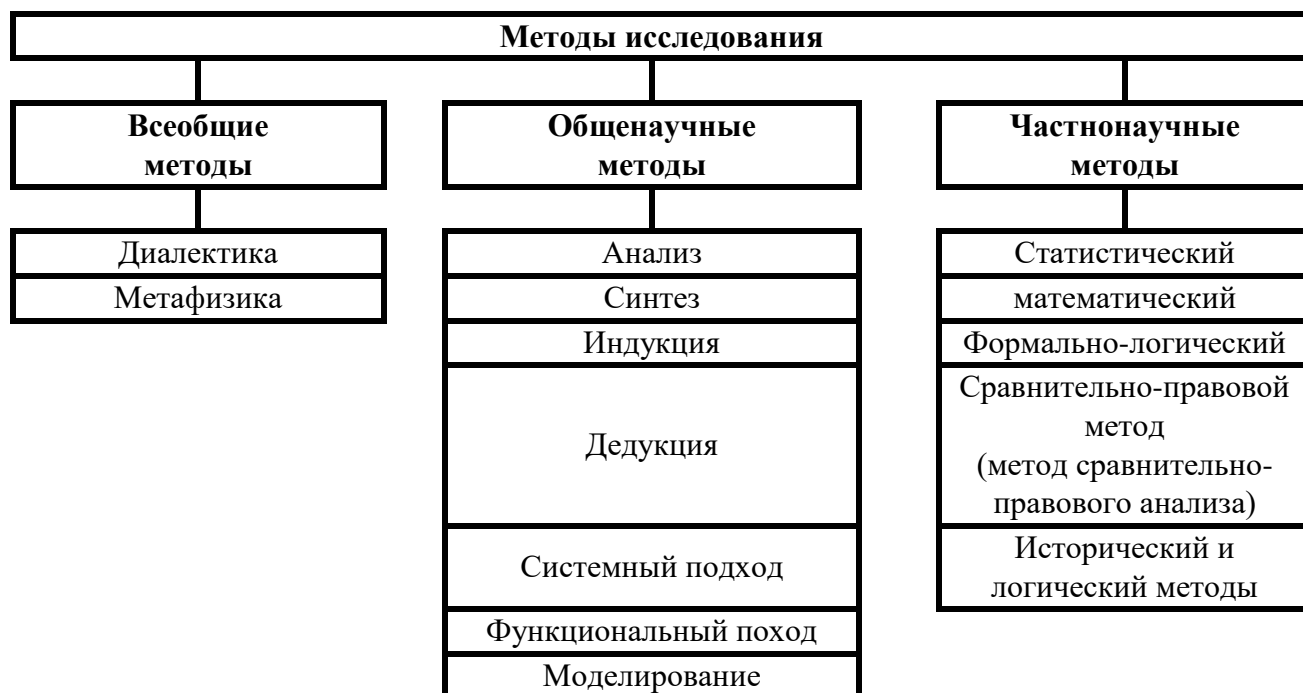 Методы исследования
Всеобщие
методы
Общенаучные
методы
Частнонаучные
методы
Диалектика
Метафизика
Анализ
Синтез
Индукция
Дедукция
Системный подход
Функциональный поход
Моделирование
Статистический
математический
Формально-логический
Сравнительно-правовой
метод
(метод сравнительно-
правового анализа)
Исторический и
логический методы